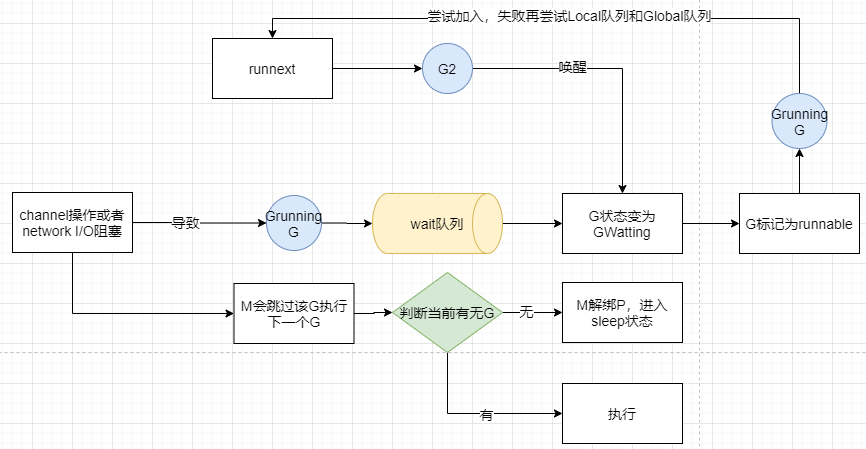 尝试加入，失败再尝试Local队列和Global队列
runnext
G2
唤醒
Grunning
G
channel操作或者
network I/O阻塞
导致
Grunning
G
wait队列
G状态变为
GWatting
G标记为runnable
M会跳过该G执行
下一个G
判断当前有无G
无
M解绑P，进入
sleep状态
有
执行